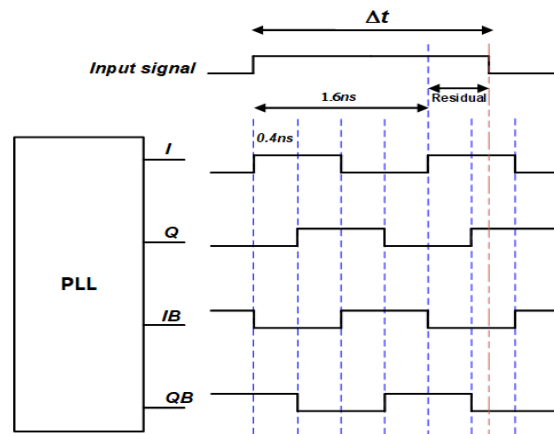 Δt
Input signal
1.6ns
Residual
0.4ns
I
Q
PLL
IB
QB